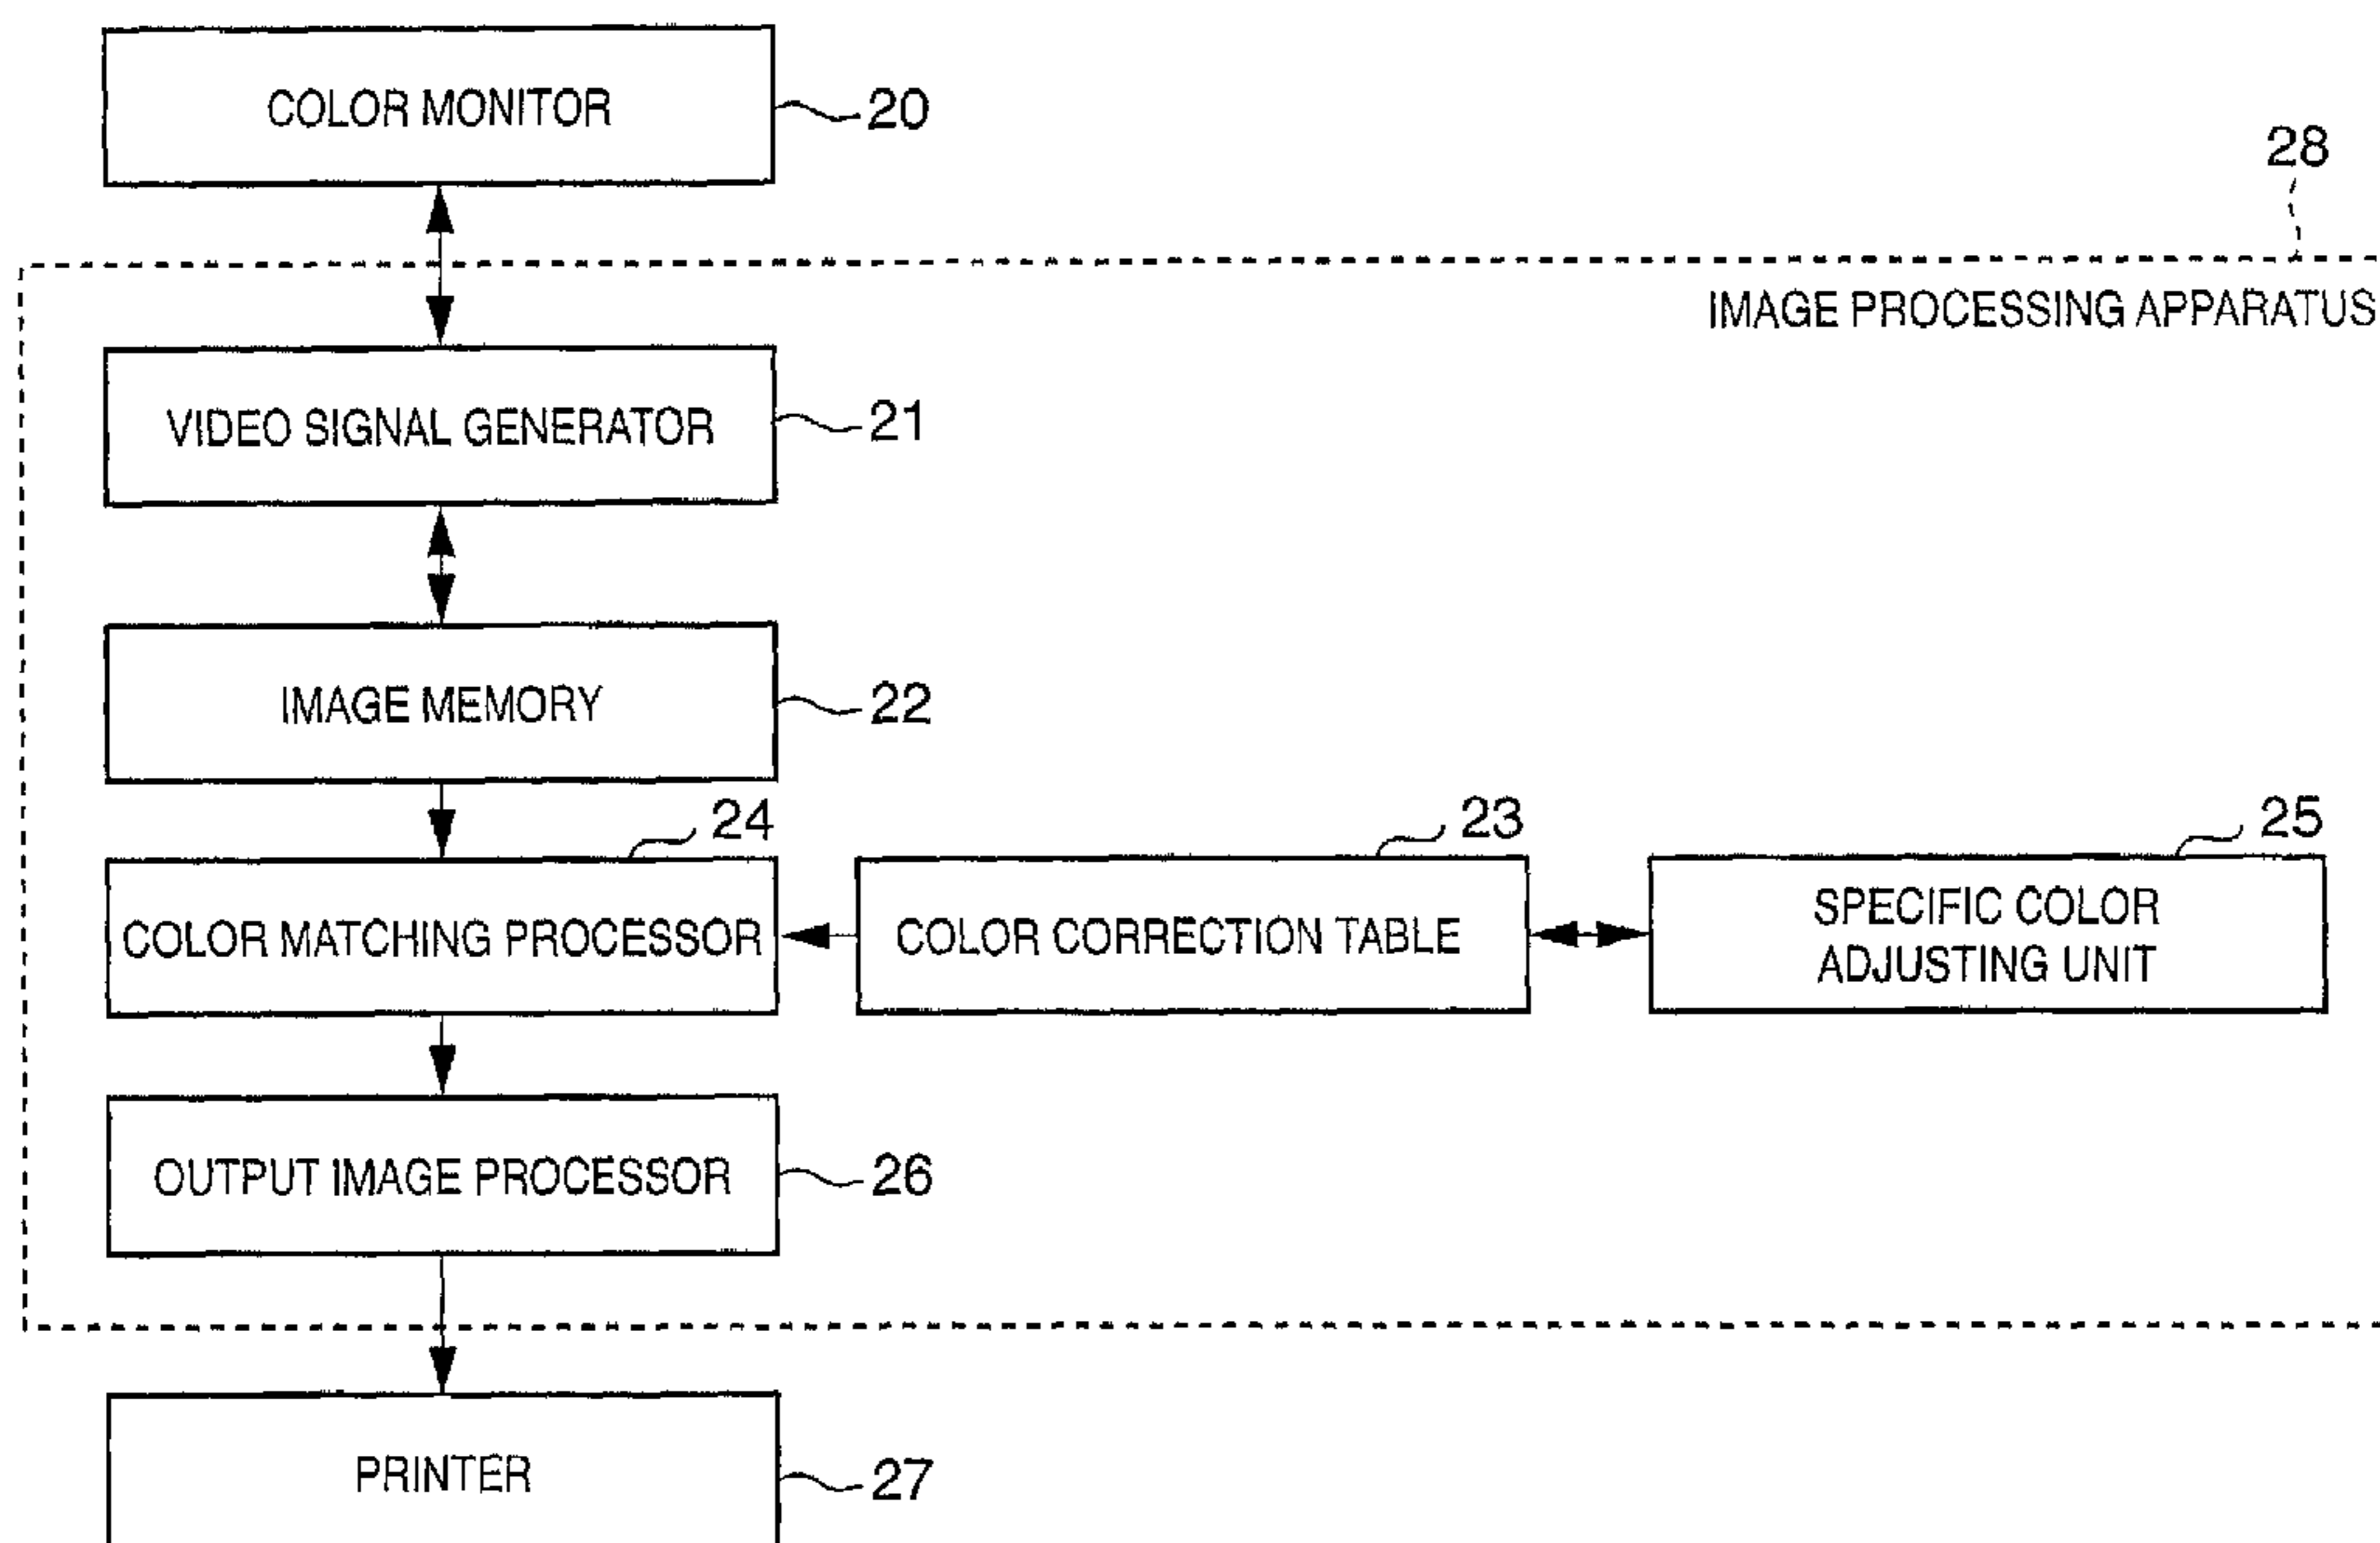 COLOR MONITOR
20
28
IMAGE PROCESSING APPARATUS
VIDEO SIGNAL GENERATOR
21
IMAGE MEMORY
22
24
23
25
COLOR MATCHING PROCESSOR
COLOR CORRECTION TABLE
SPECIFIC COLOR
ADJUSTING UNIT
OUTPUT IMAGE PROCESSOR
26
PRINTER
27